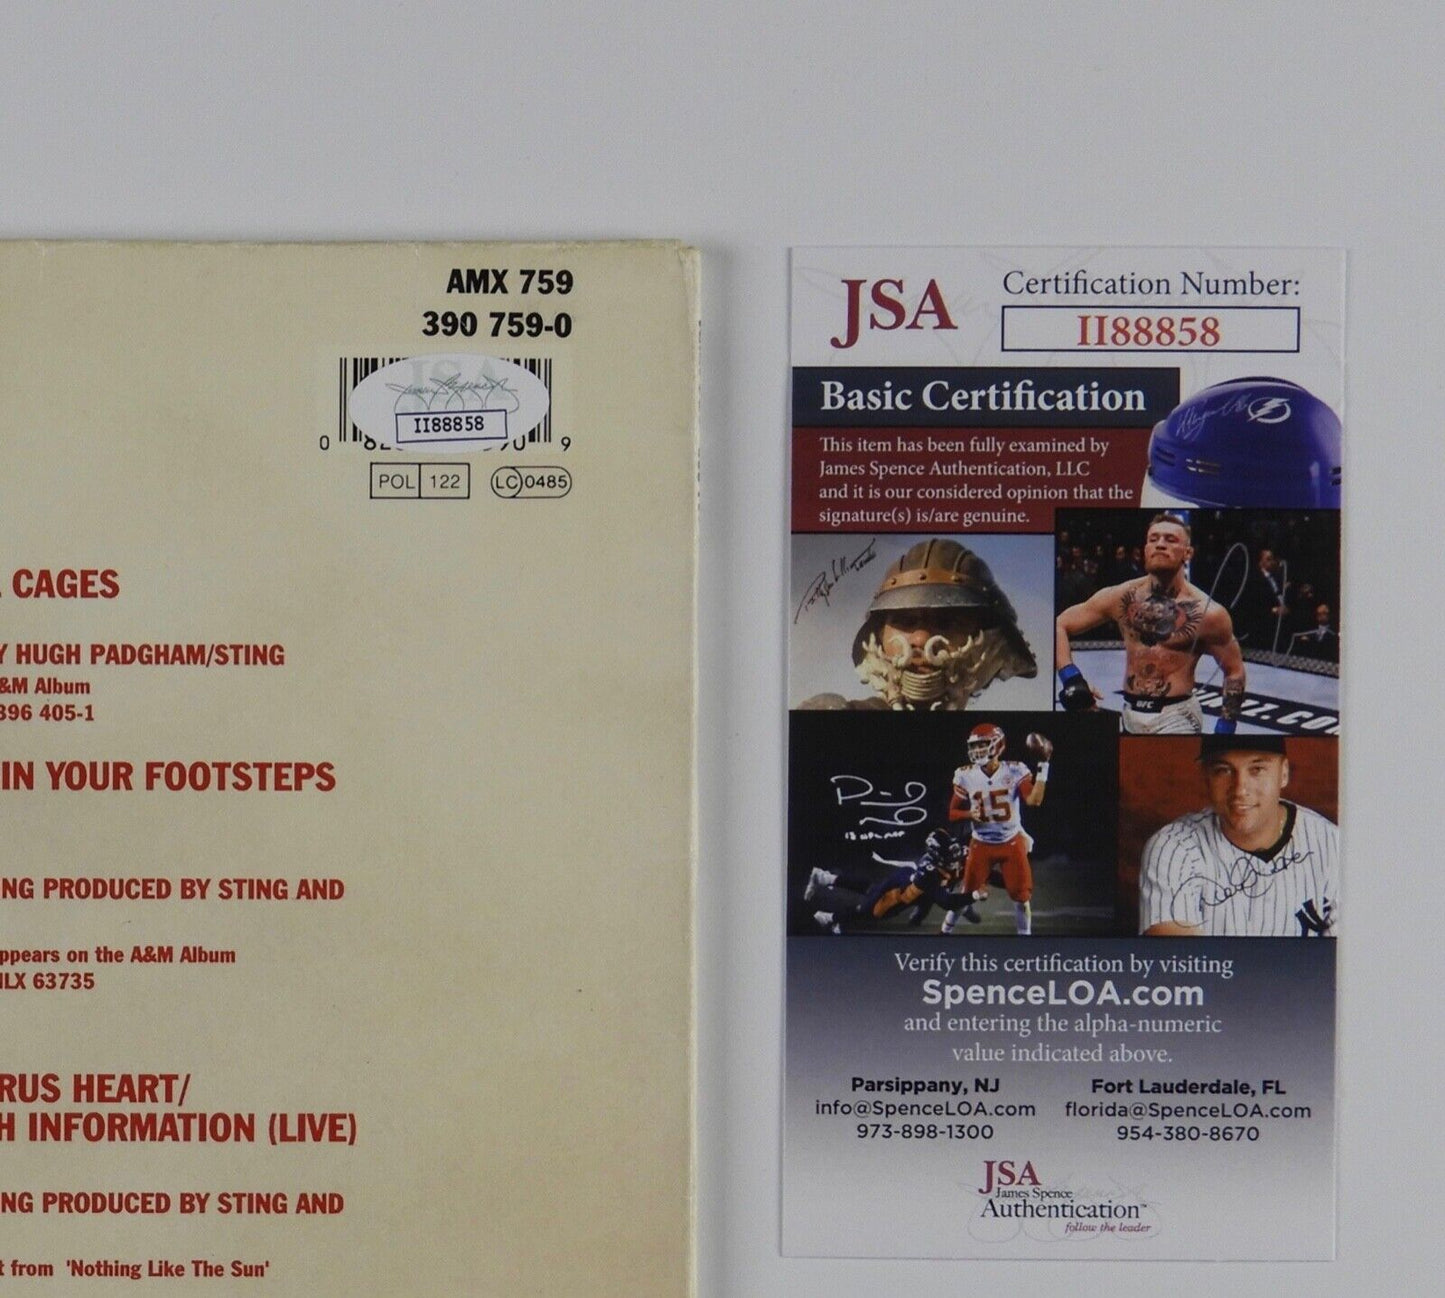 AMX 759
390 759-0
II88858
0
9
POL 122
LC 0485
CAGES
HUGH PADGHAM/STING
&M Album
396 405-1
IN YOUR FOOTSTEPS
NG PRODUCED BY STING AND
ppears on the A&M Album
LX 63735
RUS HEART/
H INFORMATION (LIVE)
NG PRODUCED BY STING AND
t from 'Nothing Like The Sun'
JSA
Certification Number:
II88858
Basic Certification
This item has been fully examined by
James Spence Authentication, LLC
and it is our considered opinion that the
signature(s) is/are genuine.
UFC
15
Verify this certification by visiting
SpenceLOA.com
and entering the alpha-numeric
value indicated above.
Parsippany, NJ
info@SpenceLOA.com
973-898-1300
Fort Lauderdale, FL
florida@SpenceLOA.com
954-380-8670
JSA
James Spence
Authentication™
follow the leader